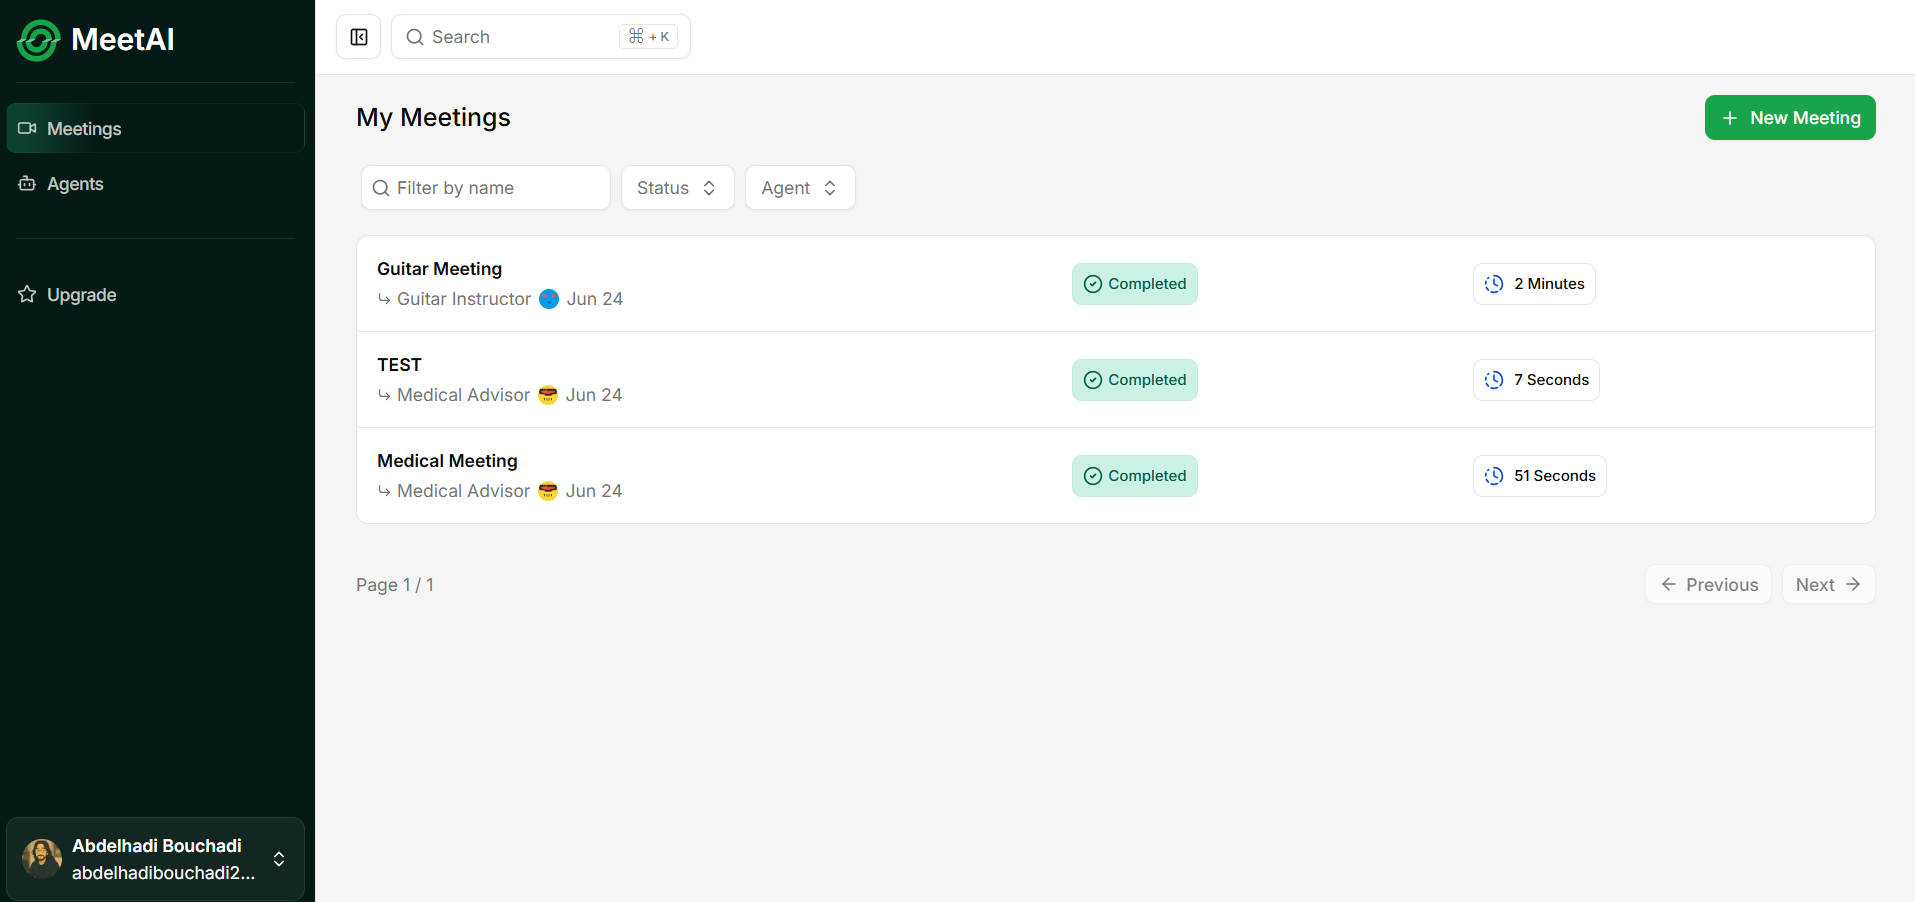 MeetAI
Meetings
Agents
Upgrade
Abdelhadi Bouchadi
abdelhadibouchadi2...
Search
⌘ + K
My Meetings
New Meeting
Filter by name
Status
Agent
Guitar Meeting
Guitar Instructor Jun 24
Completed
2 Minutes
TEST
Medical Advisor Jun 24
Completed
7 Seconds
Medical Meeting
Medical Advisor Jun 24
Completed
51 Seconds
Page 1 / 1
Previous
Next